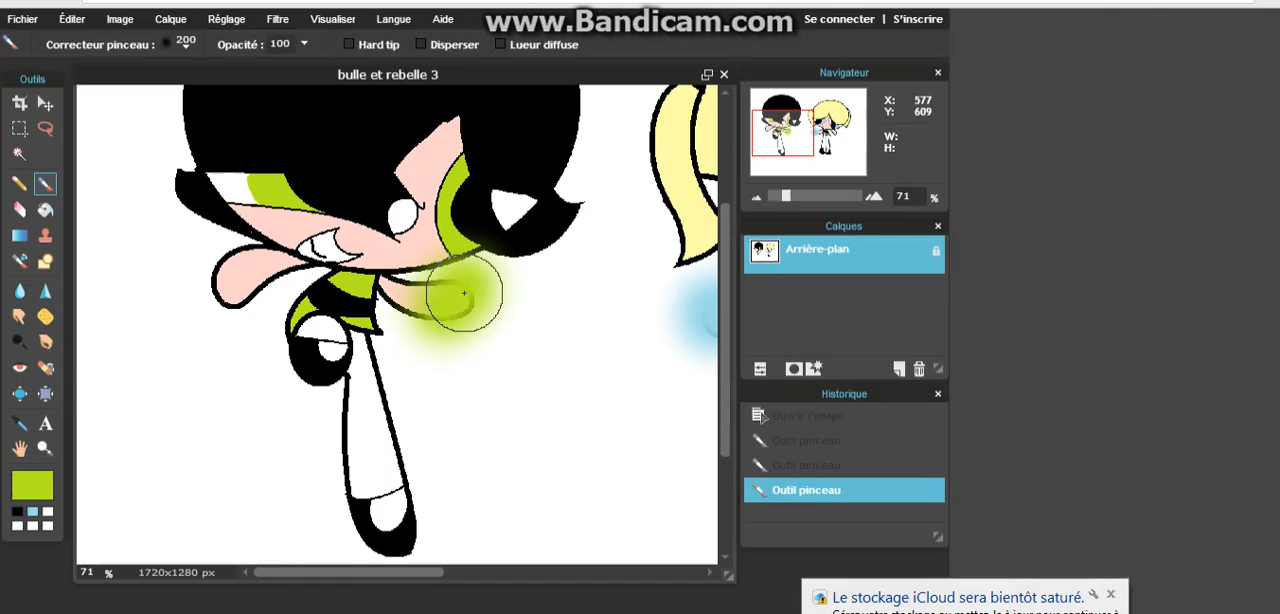 Fichier Éditer Image Calque Réglage Filtre Visualiser Langue Aide www.Bandicam.com Se connecter | S'inscrire
Correcteur pinceau : 200 Opacité : 100 Hard tip Disperser Lueur diffuse
Outils
bulle et rebelle 3
Navigateur
X: 577
Y: 609
W:
H:
71 %
Calques
Arrière-plan
Historique
Ouvrir l'image
Outil pinceau
Outil pinceau
Outil pinceau
A
71 % 1720x1280 px
Le stockage iCloud sera bientôt saturé.